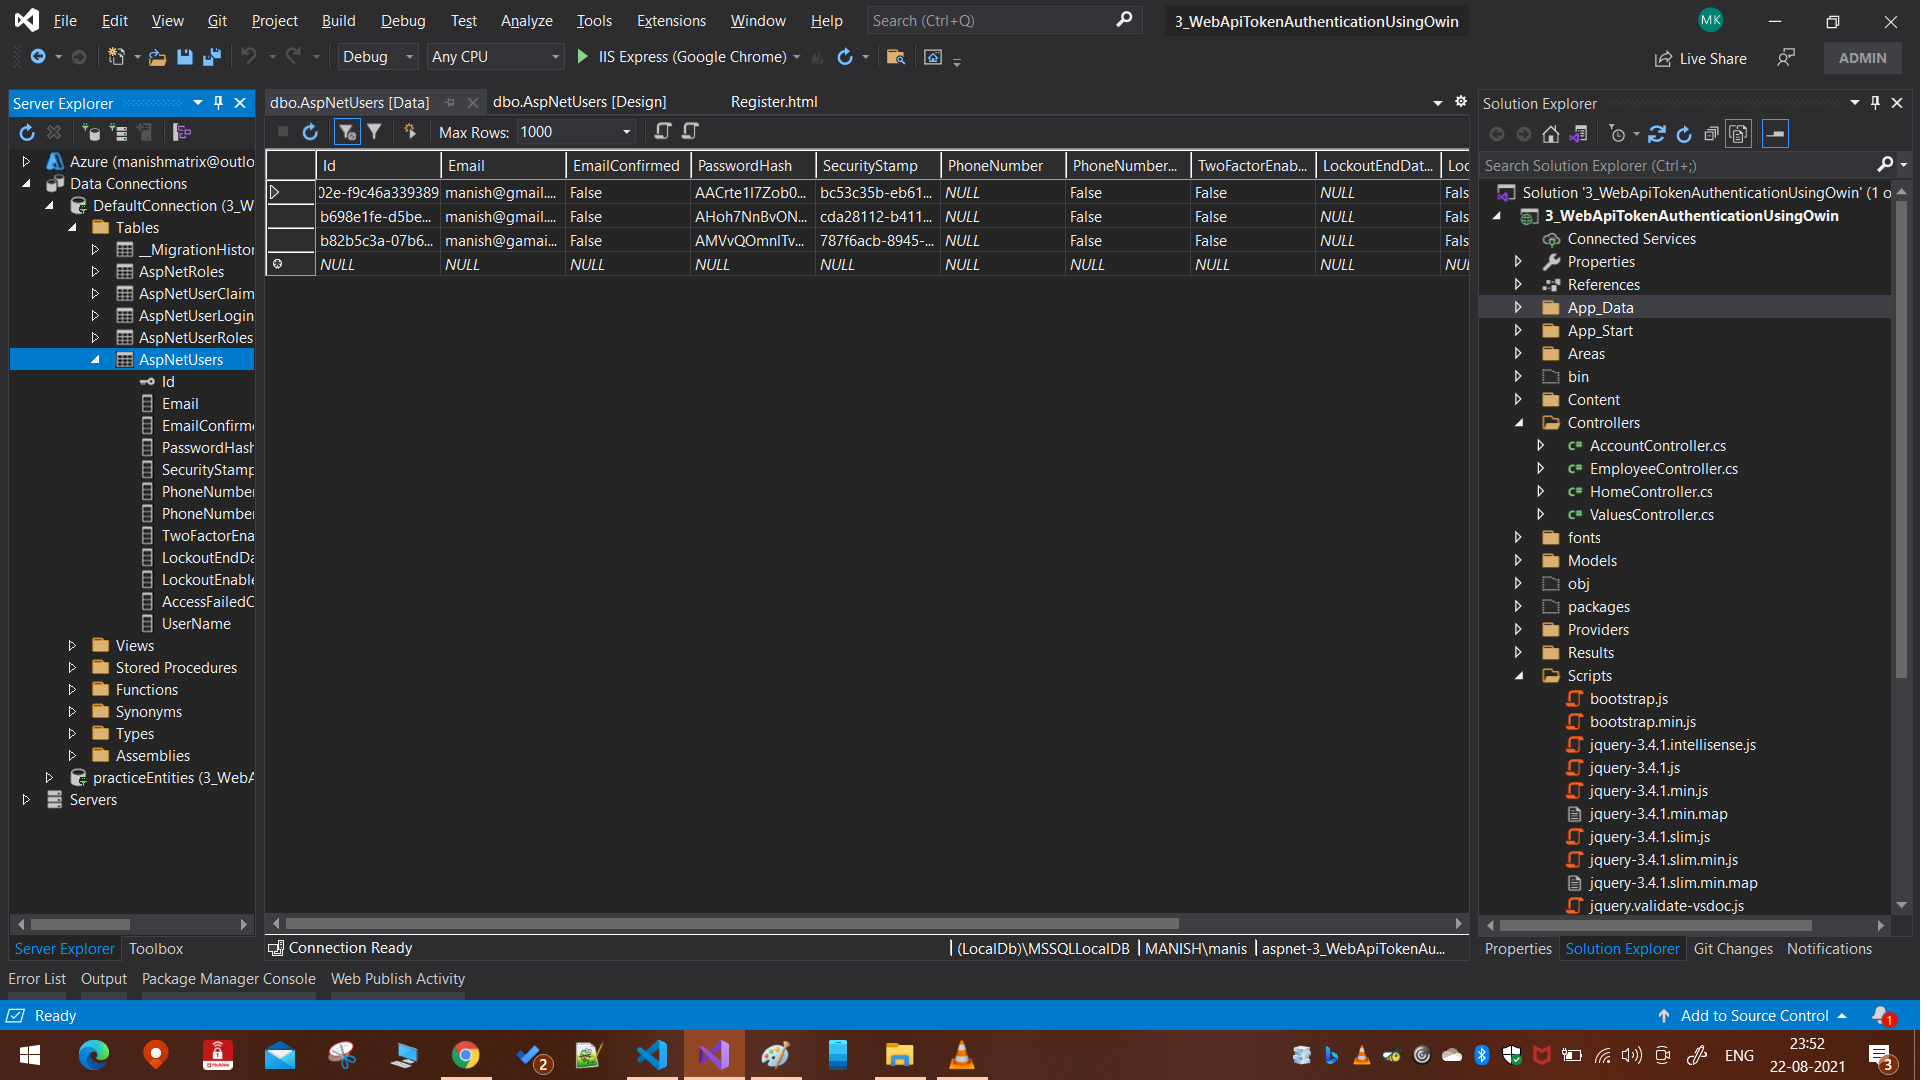 File Edit View Git Project Build Debug Test Analyze Tools Extensions Window Help Search (Ctrl+Q) 3_WebApiTokenAuthenticationUsingOwin MK
Debug Any CPU IIS Express (Google Chrome) Live Share ADMIN
Server Explorer
Azure (manishmatrix@outlo
Data Connections
DefaultConnection (3_W
Tables
__MigrationHistor
AspNetRoles
AspNetUserClaim
AspNetUserLogin
AspNetUserRoles
AspNetUsers
Id
Email
EmailConfirme
PasswordHash
SecurityStamp
PhoneNumber
PhoneNumber
TwoFactorEna
LockoutEndDa
LockoutEnable
AccessFailedC
UserName
Views
Stored Procedures
Functions
Synonyms
Types
Assemblies
practiceEntities (3_WebA
Servers
Server Explorer Toolbox
dbo.AspNetUsers [Data] dbo.AspNetUsers [Design] Register.html
Max Rows: 1000
Id Email EmailConfirmed PasswordHash SecurityStamp PhoneNumber PhoneNumber... TwoFactorEnab... LockoutEndDat... Loc
02e-f9c46a339389 manish@gmail.... False AACrte1l7Zob0... bc53c35b-eb61... NULL False False NULL Fals
b698e1fe-d5be... manish@gmail.... False AHoh7NnBvON... cda28112-b411... NULL False False NULL Fals
b82b5c3a-07b6... manish@gamai... False AMVvQOmnITv... 787f6acb-8945-... NULL False False NULL Fals
NULL NULL NULL NULL NULL NULL NULL NULL NULL NUL
Connection Ready (LocalDb)\MSSQLLocalDB MANISH\manis aspnet-3_WebApiTokenAu...
Solution Explorer
Search Solution Explorer (Ctrl+;)
Solution '3_WebApiTokenAuthenticationUsingOwin' (1 o
3_WebApiTokenAuthenticationUsingOwin
Connected Services
Properties
References
App_Data
App_Start
Areas
bin
Content
Controllers
C# AccountController.cs
C# EmployeeController.cs
C# HomeController.cs
C# ValuesController.cs
fonts
Models
obj
packages
Providers
Results
Scripts
bootstrap.js
bootstrap.min.js
jquery-3.4.1.intellisense.js
jquery-3.4.1.js
jquery-3.4.1.min.js
jquery-3.4.1.min.map
jquery-3.4.1.slim.js
jquery-3.4.1.slim.min.js
jquery-3.4.1.slim.min.map
jquery.validate-vsdoc.js
Properties Solution Explorer Git Changes Notifications
Error List Output Package Manager Console Web Publish Activity
Ready Add to Source Control 1
2 ENG 23:52
22-08-2021 3